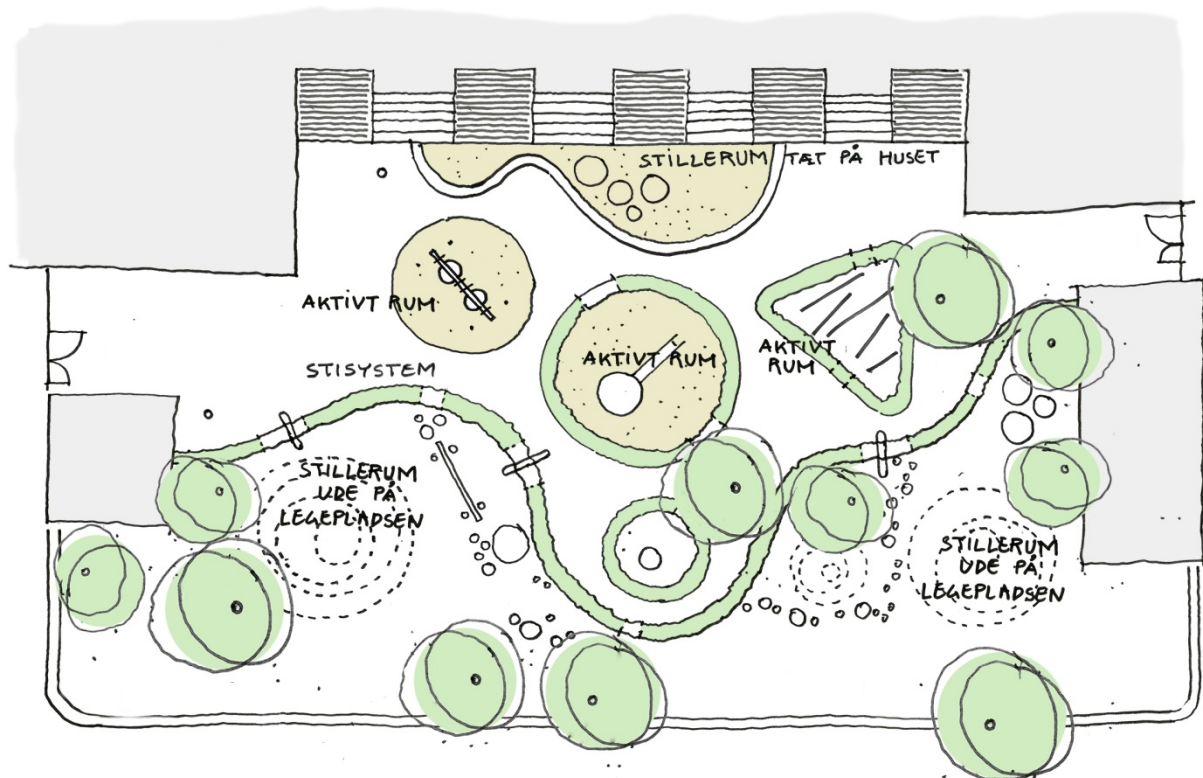 STILLERUM TÆT PÅ HUSET
AKTIVT RUM
AKTIVT RUM
AKTIVT
RUM
STISYSTEM
STILLERUM
UDE PÅ
LEGEPLADSEN
STILLERUM
UDE PÅ
LEGEPLADSEN